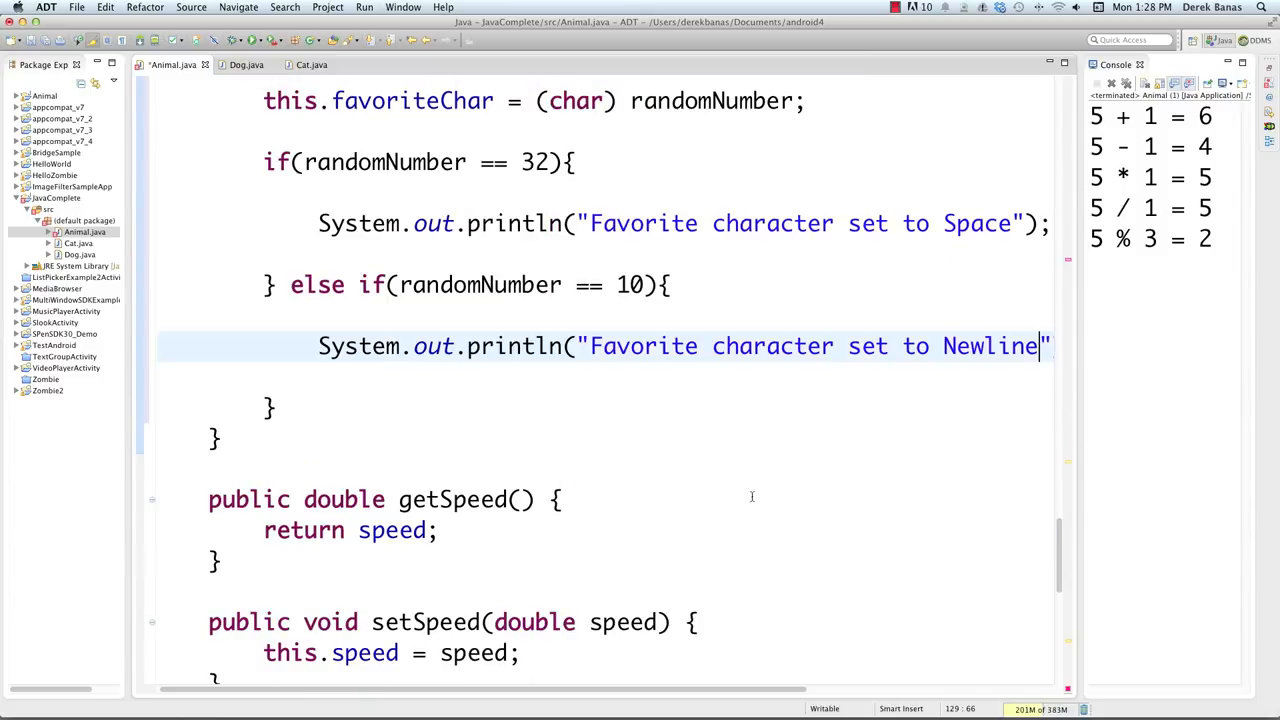 ADT File Edit Refactor Source Navigate Search Project Run Window Help 10 Mon 1:28 PM Derek Banas
Java - JavaComplete/src/Animal.java - ADT - /Users/derekbanas/Documents/android4
Quick Access Java DDMS
Package Exp *Animal.java Dog.java Cat.java Console
<terminated> Animal (1) [Java Application] /S
Animal
appcompat_v7
appcompat_v7_2
appcompat_v7_3
appcompat_v7_4
BridgeSample
HelloWorld
HelloZombie
ImageFilterSampleApp
JavaComplete
src
(default package)
Animal.java
Cat.java
Dog.java
JRE System Library [Ja
ListPickerExample2Activi
MediaBrowser
MultiWindowSDKExample
MusicPlayerActivity
SlookActivity
SPenSDK30_Demo
TestAndroid
TextGroupActivity
VideoPlayerActivity
Zombie
Zombie2
this.favoriteChar = (char) randomNumber;
if(randomNumber == 32){
System.out.println("Favorite character set to Space");
} else if(randomNumber == 10){
System.out.println("Favorite character set to Newline")
}
}
public double getSpeed() {
return speed;
}
public void setSpeed(double speed) {
this.speed = speed;
}
5 + 1 = 6
5 - 1 = 4
5 * 1 = 5
5 / 1 = 5
5 % 3 = 2
Writable Smart Insert 129 : 66 201M of 383M